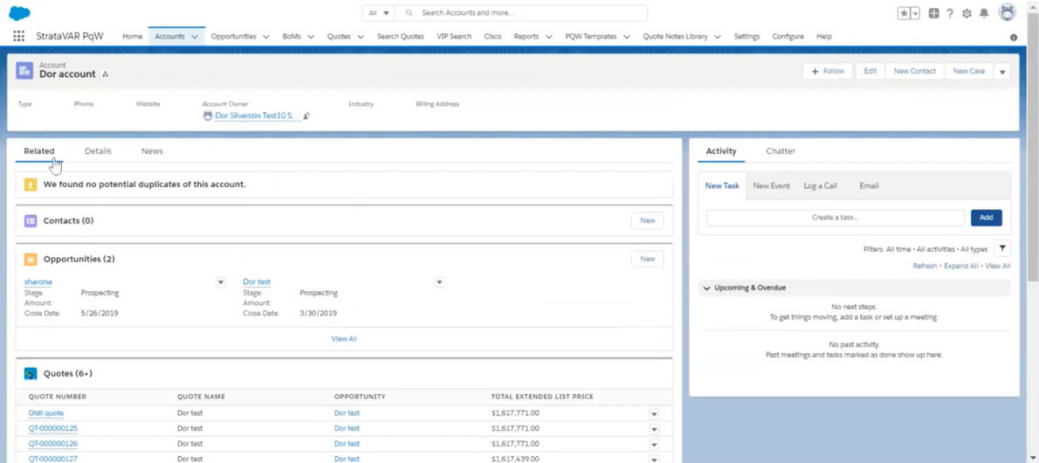 All Search Accounts and more...
StrataVAR PqW Home Accounts Opportunities BoMs Quotes Search Quotes VIP Search Cisco Reports PQW Templates Quote Notes Library Settings Configure Help
Account
Dor account
+ Follow Edit New Contact New Case
Type Phone Website Account Owner Industry Billing Address
Dor Silverstin Test10 S...
Related Details News
We found no potential duplicates of this account.
Contacts (0) New
Opportunities (2) New
sharona Dor test
Stage: Prospecting Stage: Prospecting
Amount: Amount:
Close Date: 5/26/2019 Close Date: 3/30/2019
View All
Quotes (6+)
QUOTE NUMBER QUOTE NAME OPPORTUNITY TOTAL EXTENDED LIST PRICE
Disti quote Dor test Dor test $1,617,771.00
QT-000000125 Dor test Dor test $1,617,771.00
QT-000000126 Dor test Dor test $1,617,771.00
QT-000000127 Dor test Dor test $1,617,439.00
Activity Chatter
New Task New Event Log a Call Email
Create a task... Add
Filters: All time • All activities • All types
Refresh • Expand All • View All
Upcoming & Overdue
No next steps.
To get things moving, add a task or set up a meeting.
No past activity.
Past meetings and tasks marked as done show up here.